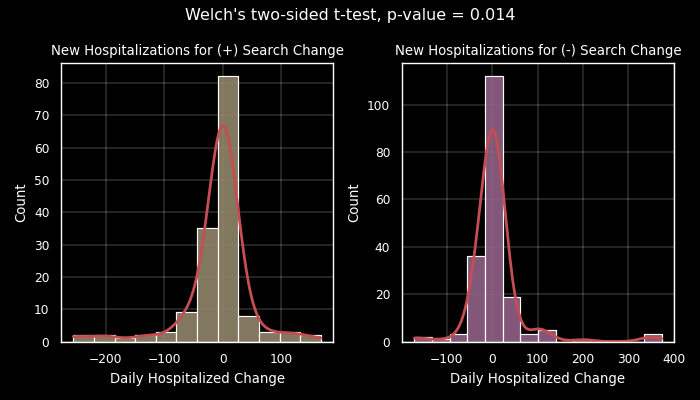 Welch's two-sided t-test, p-value = 0.014
New Hospitalizations for (+) Search Change
80
70
60
50
40
30
20
10
0
Count
−200 −100 0 100
Daily Hospitalized Change
New Hospitalizations for (-) Search Change
100
80
60
40
20
0
Count
−100 0 100 200 300 400
Daily Hospitalized Change